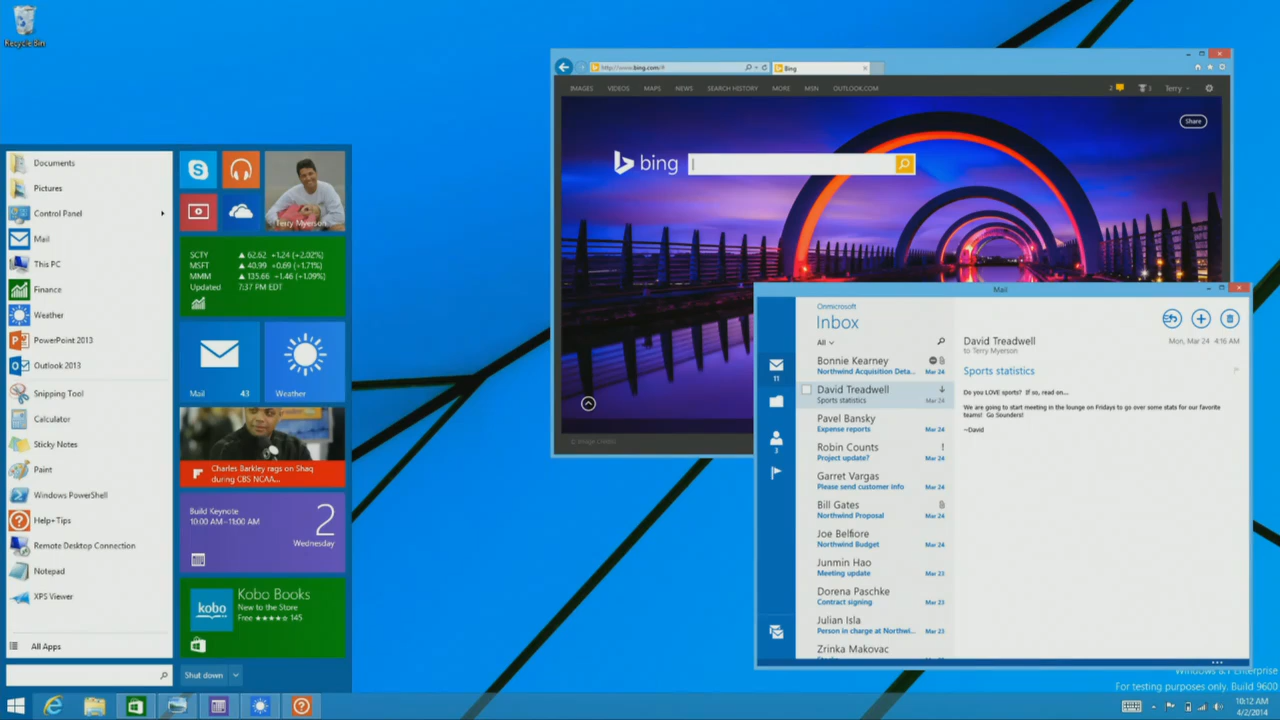 Recycle Bin
Documents
Pictures
Control Panel
Mail
This PC
Finance
Weather
PowerPoint 2013
Outlook 2013
Snipping Tool
Calculator
Sticky Notes
Paint
Windows PowerShell
Help+Tips
Remote Desktop Connection
Notepad
XPS Viewer
All Apps
Terry Myerson
SCTY ▲ 62.62 +1.24 (+2.02%)
MSFT ▲ 40.99 +0.69 (+1.71%)
MMM ▲ 135.66 +1.46 (+1.09%)
Updated 7:37 PM EDT
Mail 43
Weather
Charles Barkley rags on Shaq
during CBS NCAA...
Build Keynote
10:00 AM–11:00 AM
2
Wednesday
kobo
Kobo Books
New to the Store
Free ★★★★☆ 145
Shut down
http://www.bing.com/#
Bing
IMAGES VIDEOS MAPS NEWS SEARCH HISTORY MORE MSN OUTLOOK.COM
2
3
Terry
Share
bing
Mail
11
3
Onmicrosoft
Inbox
All
Bonnie Kearney
Northwind Acquisition Deta... Mar 24
David Treadwell
Sports statistics Mar 24
Pavel Bansky
Expense reports Mar 24
Robin Counts !
Project update? Mar 24
Garret Vargas
Please send customer info Mar 24
Bill Gates
Northwind Proposal Mar 24
Joe Belfiore
Northwind Budget Mar 24
Junmin Hao
Meeting update Mar 23
Dorena Paschke
Contract signing Mar 23
Julian Isla
Person in charge at Northwi... Mar 23
Zrinka Makovac
David Treadwell
to Terry Myerson
Mon, Mar 24 4:16 AM
Sports statistics
Do you LOVE sports? If so, read on...
We are going to start meeting in the lounge on Fridays to go over some stats for our favorite
teams! Go Sounders!
~David
Windows 8.1 Enterprise
For testing purposes only. Build 9600
10:12 AM
4/2/2014